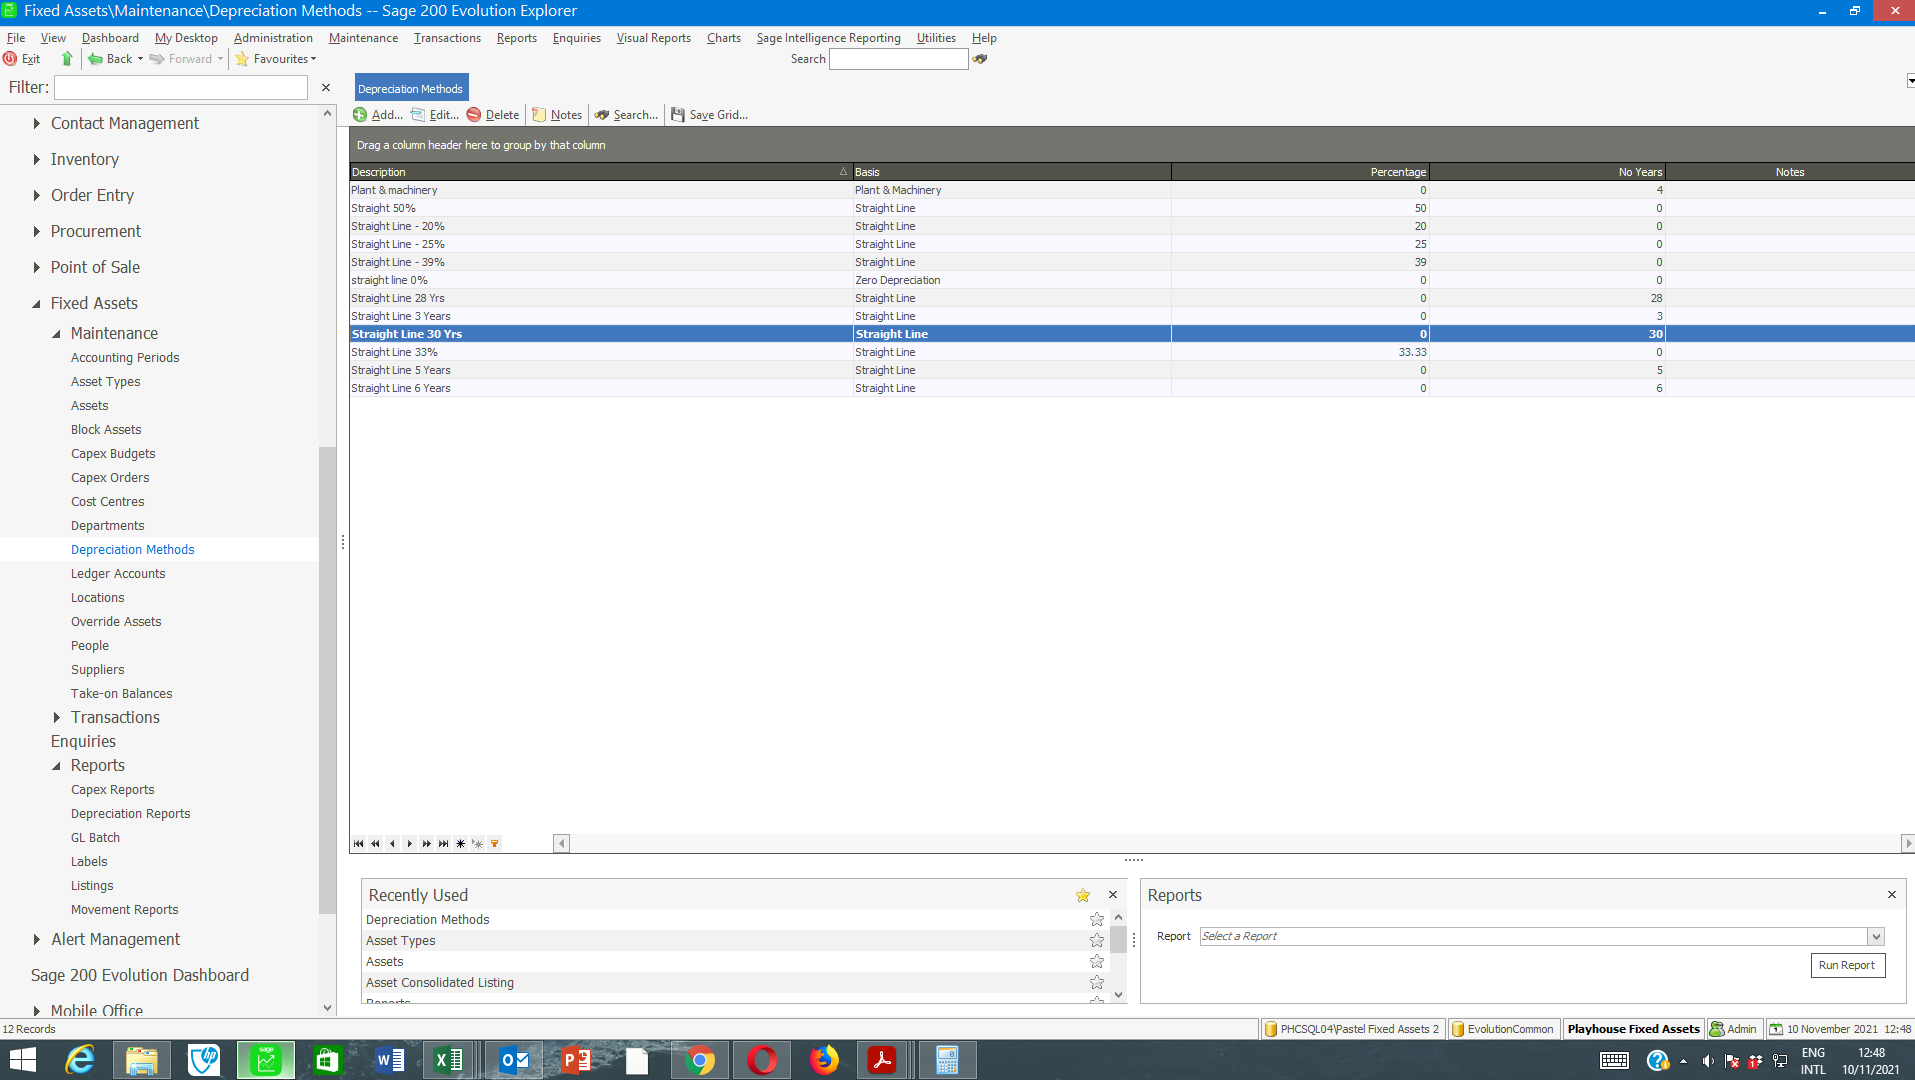 Fixed Assets\Maintenance\Depreciation Methods -- Sage 200 Evolution Explorer
File View Dashboard My Desktop Administration Maintenance Transactions Reports Enquiries Visual Reports Charts Sage Intelligence Reporting Utilities Help
Exit Back Forward Favourites Search
Filter:
Depreciation Methods
Add... Edit... Delete Notes Search... Save Grid...
Drag a column header here to group by that column
Description Basis Percentage No Years Notes
Plant & machinery Plant & Machinery 0 4
Straight 50% Straight Line 50 0
Straight Line - 20% Straight Line 20 0
Straight Line - 25% Straight Line 25 0
Straight Line - 39% Straight Line 39 0
straight line 0% Zero Depreciation 0 0
Straight Line 28 Yrs Straight Line 0 28
Straight Line 3 Years Straight Line 0 3
Straight Line 30 Yrs Straight Line 0 30
Straight Line 33% Straight Line 33.33 0
Straight Line 5 Years Straight Line 0 5
Straight Line 6 Years Straight Line 0 6
Contact Management
Inventory
Order Entry
Procurement
Point of Sale
Fixed Assets
Maintenance
Accounting Periods
Asset Types
Assets
Block Assets
Capex Budgets
Capex Orders
Cost Centres
Departments
Depreciation Methods
Ledger Accounts
Locations
Override Assets
People
Suppliers
Take-on Balances
Transactions
Enquiries
Reports
Capex Reports
Depreciation Reports
GL Batch
Labels
Listings
Movement Reports
Alert Management
Sage 200 Evolution Dashboard
Mobile Office
Recently Used
Depreciation Methods
Asset Types
Assets
Asset Consolidated Listing
Reports
Reports
Report Select a Report
Run Report
12 Records
PHCSQL04\Pastel Fixed Assets 2 EvolutionCommon Playhouse Fixed Assets Admin 10 November 2021 12:48
ENG 12:48
INTL 10/11/2021